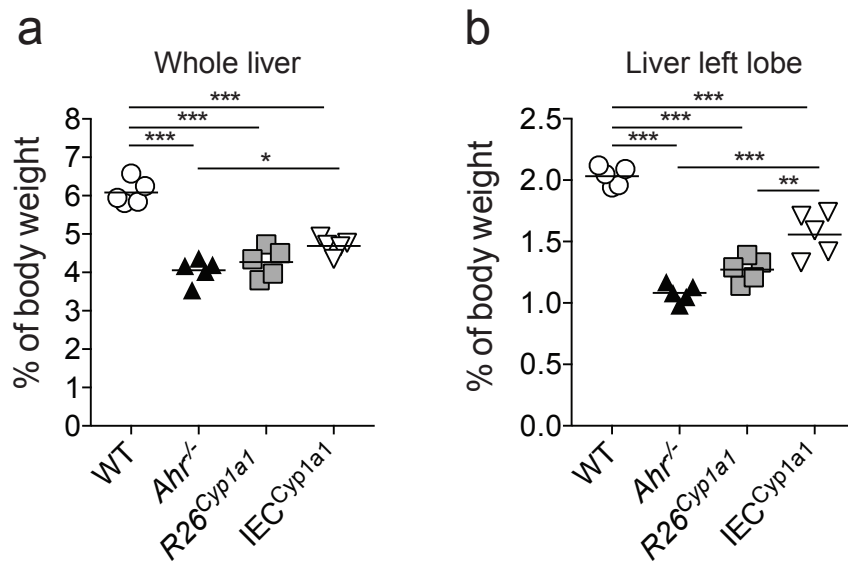 a
Whole liver
% of body weight
***
***
***
*
8
7
6
5
4
3
2
1
0
WT
Ahr-/-
R26Cyp1a1
IECCyp1a1
b
Liver left lobe
% of body weight
***
***
***
***
**
2.5
2.0
1.5
1.0
0.5
0.0
WT
Ahr-/-
R26Cyp1a1
IECCyp1a1